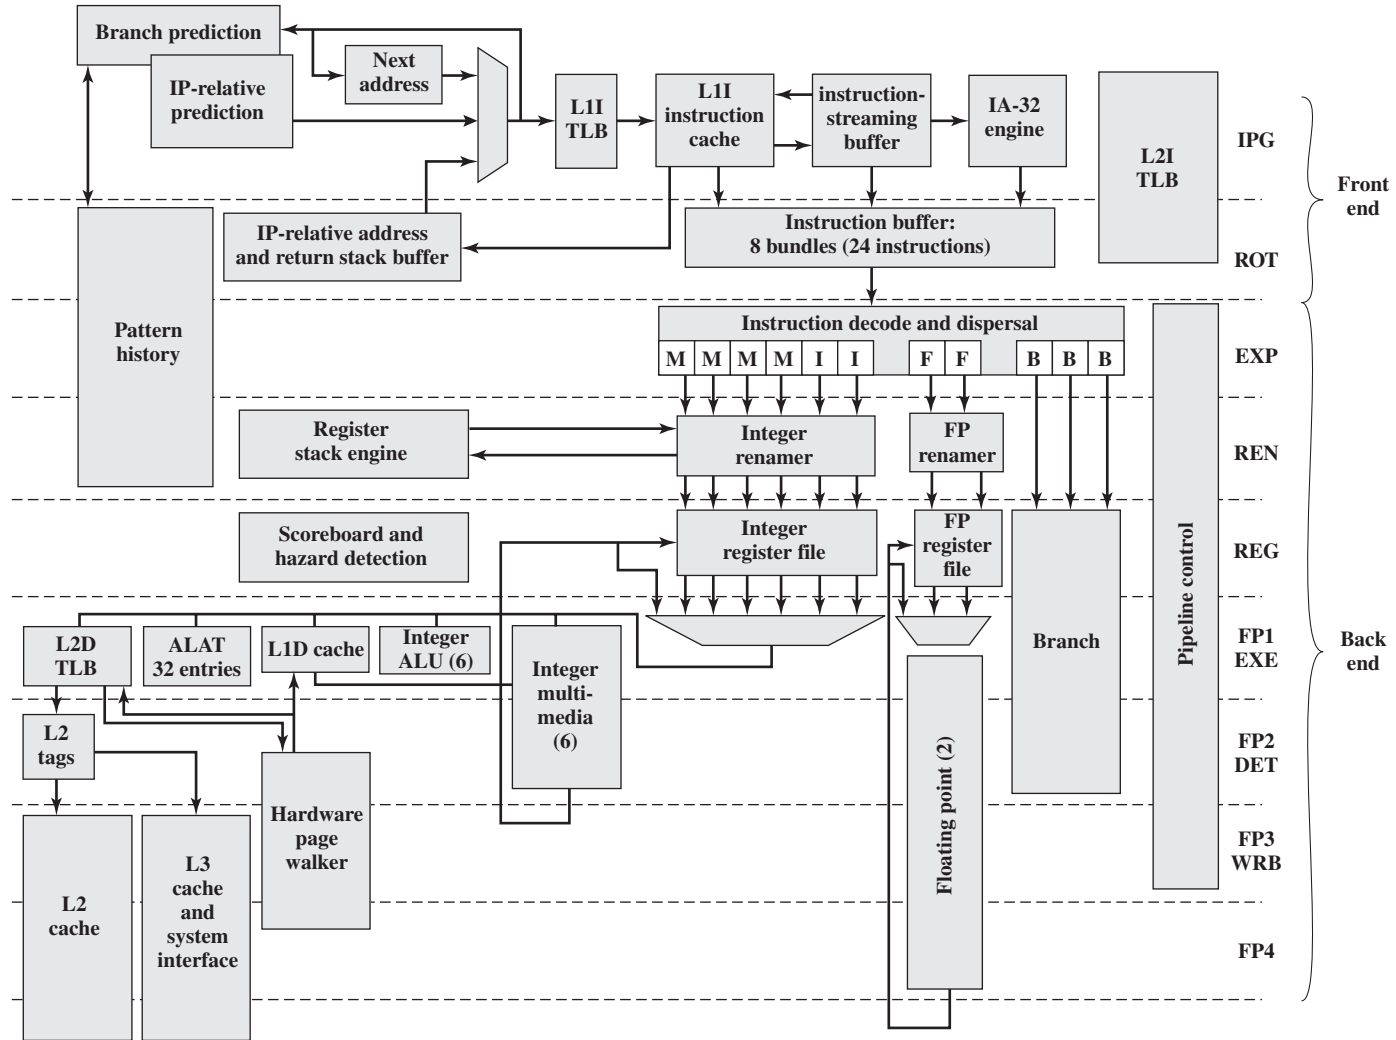 Branch prediction
IP-relative
prediction
Next
address
L1I
TLB
L1I
instruction
cache
instruction-
streaming
buffer
IA-32
engine
L2I
TLB
IPG
Front
end
IP-relative address
and return stack buffer
Instruction buffer:
8 bundles (24 instructions)
ROT
Pattern
history
Instruction decode and dispersal
M M M M I I F F B B B
EXP
Register
stack engine
Integer
renamer
FP
renamer
REN
Scoreboard and
hazard detection
Integer
register file
FP
register
file
Pipeline control
REG
L2D
TLB
ALAT
32 entries
L1D cache
Integer
ALU (6)
Integer
multi-
media
(6)
Branch
FP1
EXE
Back
end
L2
tags
Floating point (2)
FP2
DET
Hardware
page
walker
FP3
WRB
L2
cache
L3
cache
and
system
interface
FP4